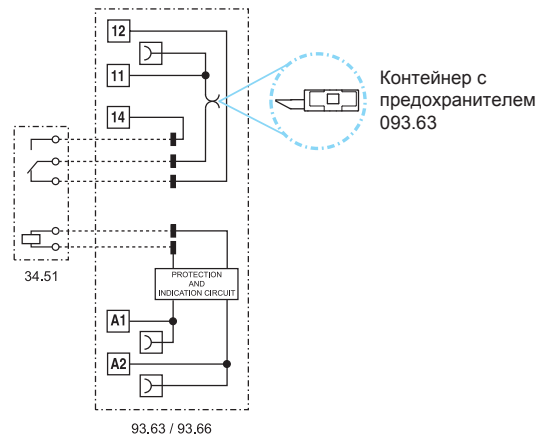 12
11
14
Контейнер с
предохранителем
093.63
34.51
PROTECTION
AND
INDICATION CIRCUIT
A1
A2
93.63 / 93.66